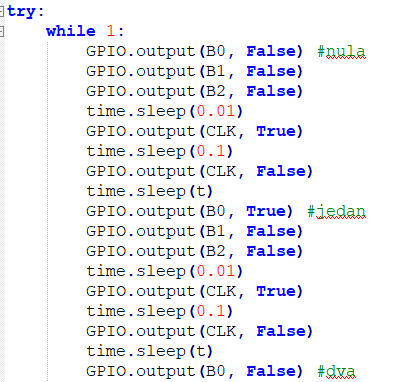 try:
    while 1:
        GPIO.output(B0, False) #nula
        GPIO.output(B1, False)
        GPIO.output(B2, False)
        time.sleep(0.01)
        GPIO.output(CLK, True)
        time.sleep(0.1)
        GPIO.output(CLK, False)
        time.sleep(t)
        GPIO.output(B0, True) #jedan
        GPIO.output(B1, False)
        GPIO.output(B2, False)
        time.sleep(0.01)
        GPIO.output(CLK, True)
        time.sleep(0.1)
        GPIO.output(CLK, False)
        time.sleep(t)
        GPIO.output(B0, False) #dva